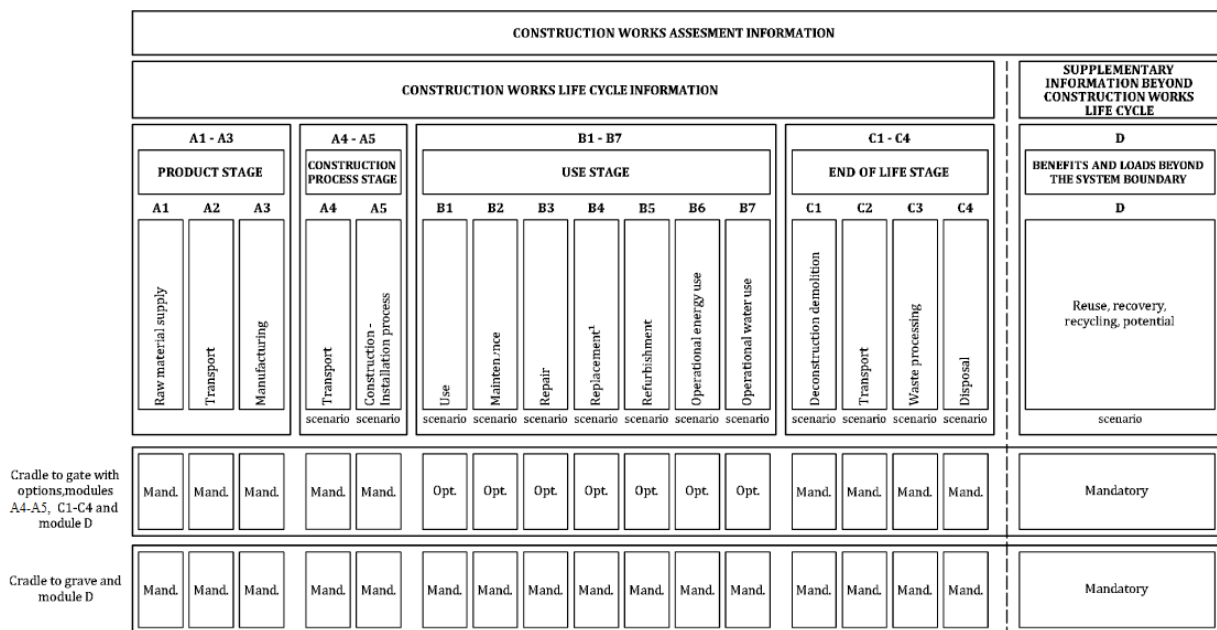 CONSTRUCTION WORKS ASSESMENT INFORMATION
CONSTRUCTION WORKS LIFE CYCLE INFORMATION
SUPPLEMENTARY
INFORMATION BEYOND
CONSTRUCTION WORKS
LIFE CYCLE
A1 - A3
A4 - A5
B1 - B7
C1 - C4
D
PRODUCT STAGE
CONSTRUCTION
PROCESS STAGE
USE STAGE
END OF LIFE STAGE
BENEFITS AND LOADS BEYOND
THE SYSTEM BOUNDARY
A1 A2 A3 A4 A5 B1 B2 B3 B4 B5 B6 B7 C1 C2 C3 C4 D
Raw material supply
Transport
Manufacturing
Transport
Construction -
Installation process
Use
Maintenance
Repair
Replacement¹
Refurbishment
Operational energy use
Operational water use
Deconstruction demolition
Transport
Waste processing
Disposal
Reuse, recovery,
recycling, potential
scenario scenario scenario scenario scenario scenario scenario scenario scenario scenario scenario scenario scenario scenario
Cradle to gate with
options,modules
A4-A5, C1-C4 and
module D
Mand. Mand. Mand. Mand. Mand. Opt. Opt. Opt. Opt. Opt. Opt. Opt. Mand. Mand. Mand. Mand. Mandatory
Cradle to grave and
module D
Mand. Mand. Mand. Mand. Mand. Mand. Mand. Mand. Mand. Mand. Mand. Mand. Mand. Mand. Mand. Mand. Mandatory